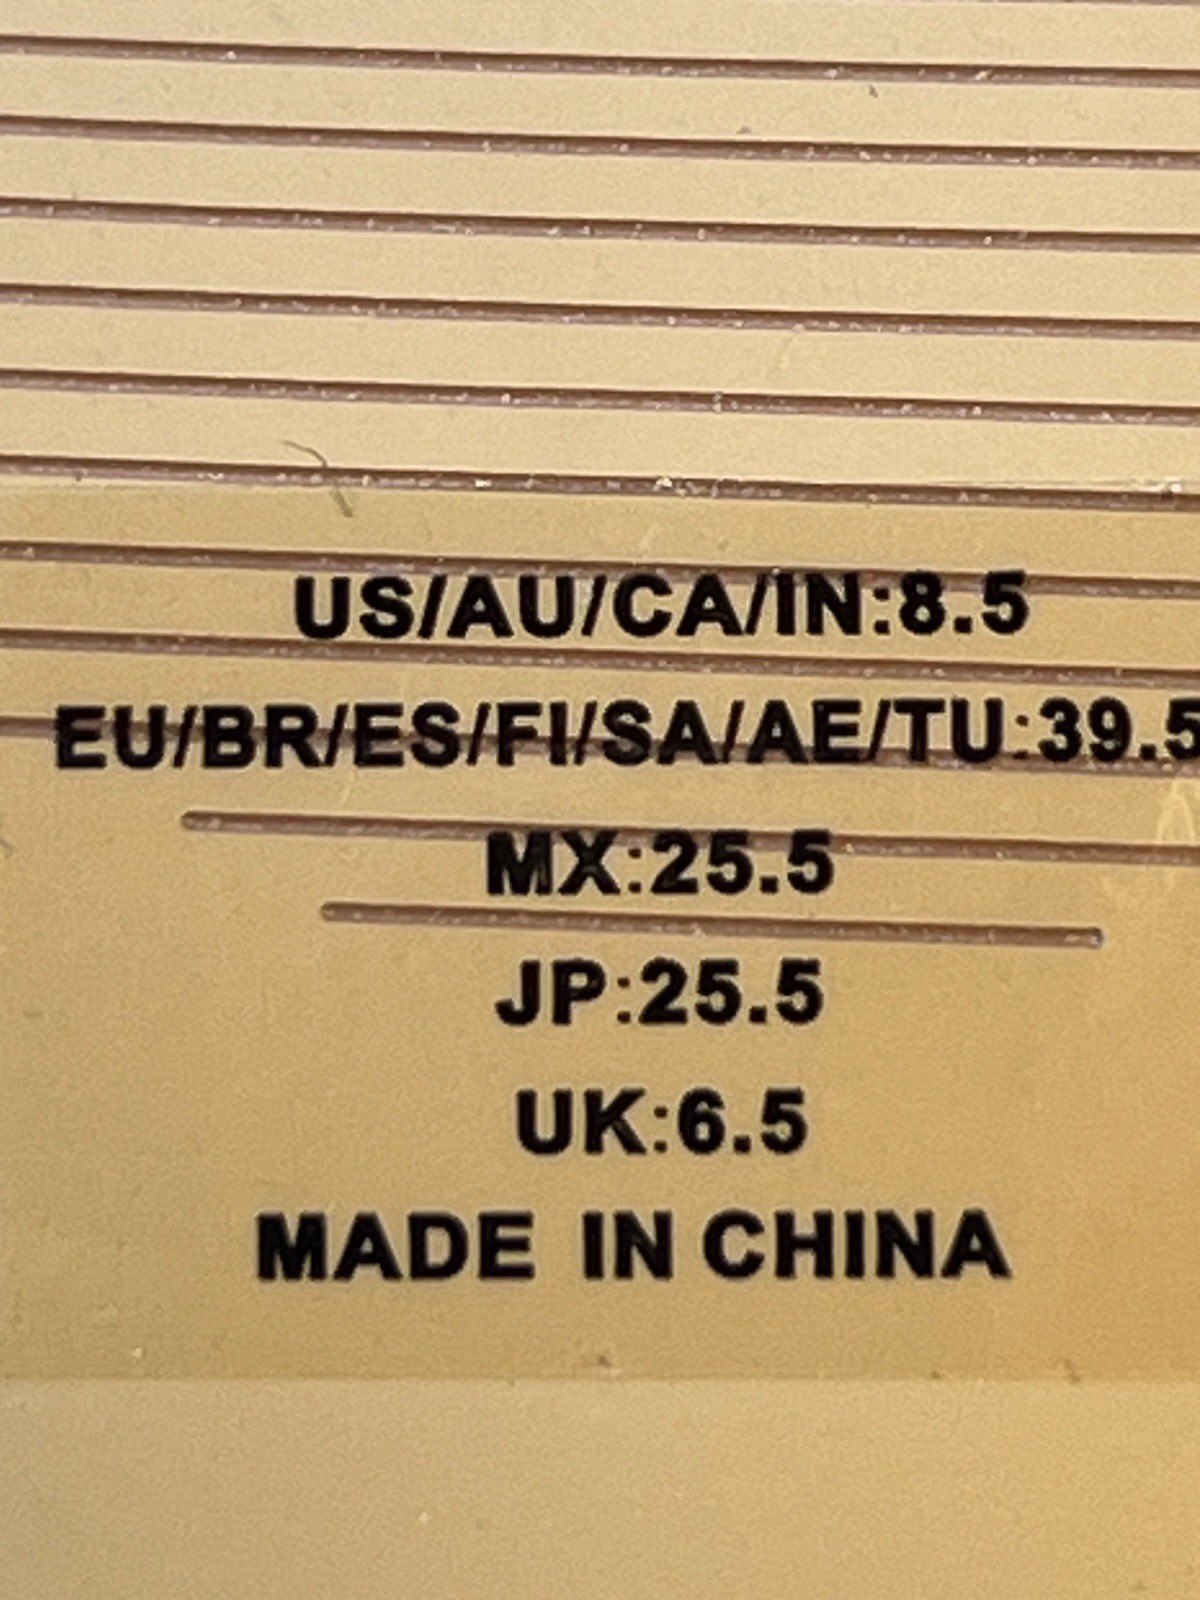 US/AU/CA/IN:8.5
EU/BR/ES/FI/SA/AE/TU:39.5
MX:25.5
JP:25.5
UK:6.5
MADE IN CHINA